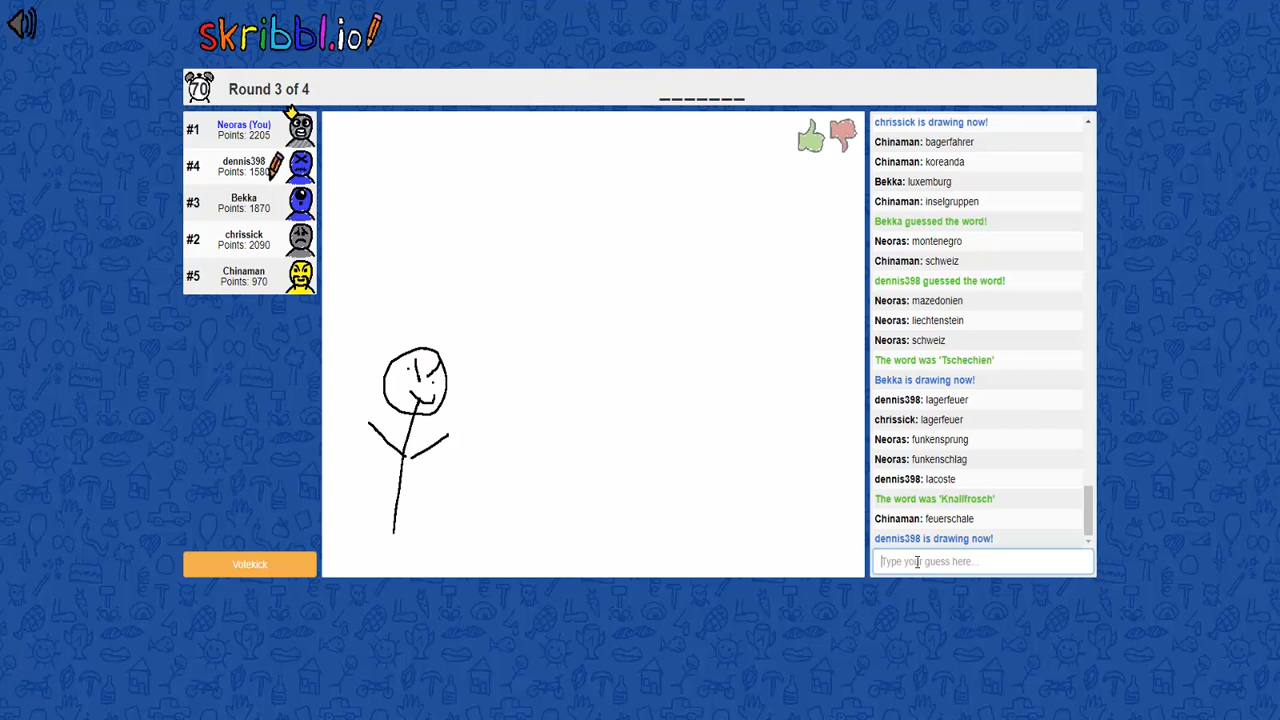 skribbl.io
70
Round 3 of 4
_______
#1
Neoras (You)
Points: 2205
#4
dennis398
Points: 1580
#3
Bekka
Points: 1870
#2
chrissick
Points: 2090
#5
Chinaman
Points: 970
Votekick
chrissick is drawing now!
Chinaman: bagerfahrer
Chinaman: koreanda
Bekka: luxemburg
Chinaman: inselgruppen
Bekka guessed the word!
Neoras: montenegro
Chinaman: schweiz
dennis398 guessed the word!
Neoras: mazedonien
Neoras: liechtenstein
Neoras: schweiz
The word was 'Tschechien'
Bekka is drawing now!
dennis398: lagerfeuer
chrissick: lagerfeuer
Neoras: funkensprung
Neoras: funkenschlag
dennis398: lacoste
The word was 'Knallfrosch'
Chinaman: feuerschale
dennis398 is drawing now!
Type your guess here...